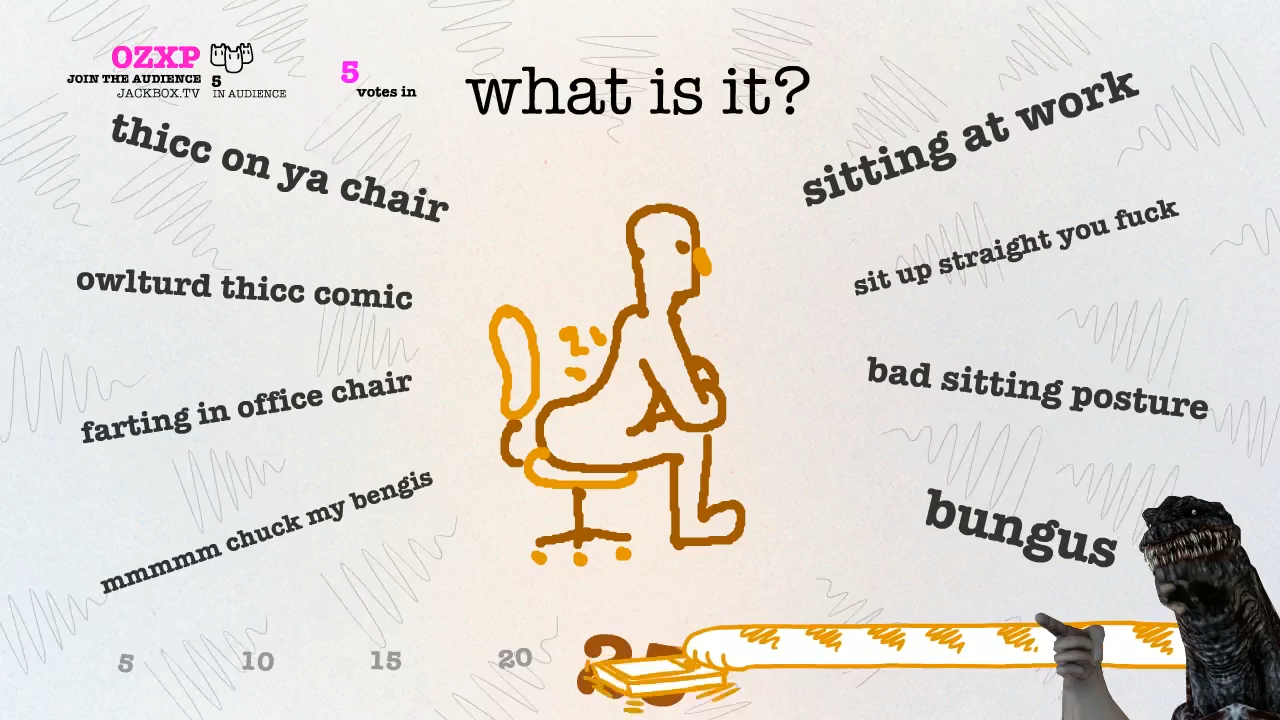 OZXP
JOIN THE AUDIENCE
JACKBOX.TV
5
IN AUDIENCE
5
votes in
what is it?
thicc on ya chair
owlturd thicc comic
farting in office chair
mmmmm chuck my bengis
sitting at work
sit up straight you fuck
bad sitting posture
bungus
5
10
15
20